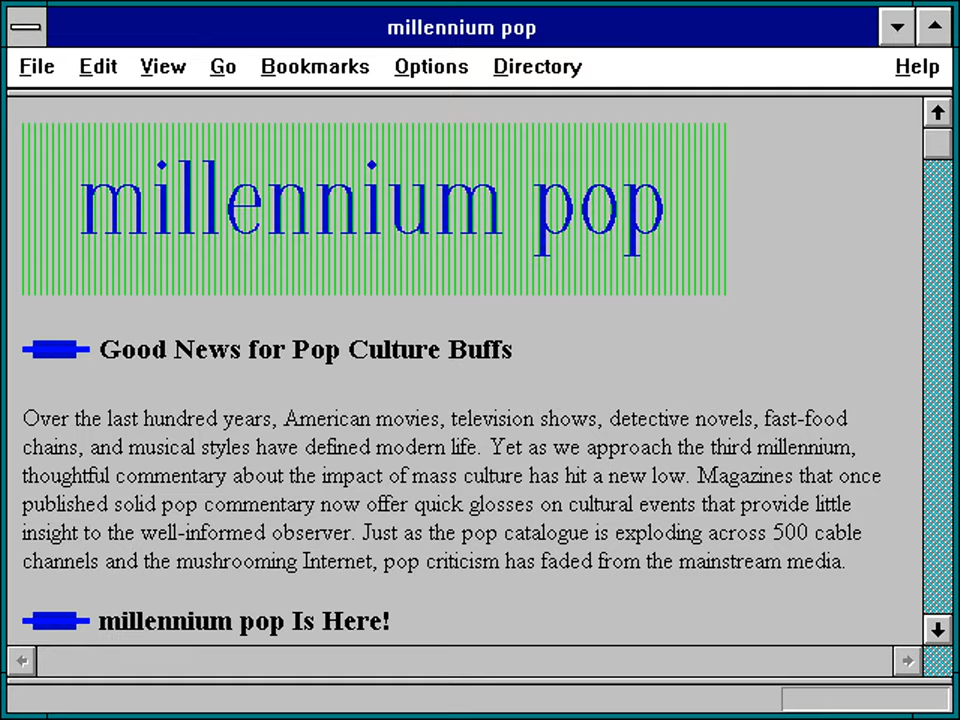 millennium pop
File Edit View Go Bookmarks Options Directory Help
millennium pop
Good News for Pop Culture Buffs
Over the last hundred years, American movies, television shows, detective novels, fast-food
chains, and musical styles have defined modern life. Yet as we approach the third millennium,
thoughtful commentary about the impact of mass culture has hit a new low. Magazines that once
published solid pop commentary now offer quick glosses on cultural events that provide little
insight to the well-informed observer. Just as the pop catalogue is exploding across 500 cable
channels and the mushrooming Internet, pop criticism has faded from the mainstream media.
millennium pop Is Here!